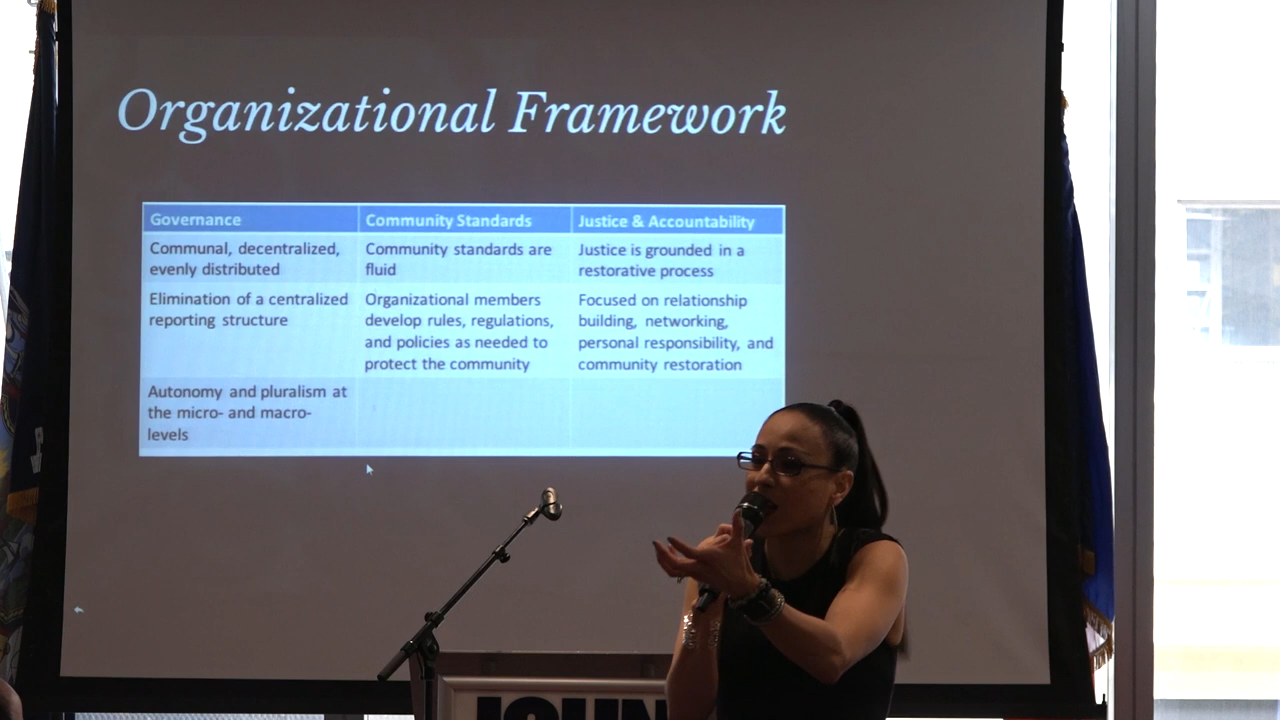 Organizational Framework
Governance
Community Standards
Justice & Accountability
Communal, decentralized,
evenly distributed
Community standards are
fluid
Justice is grounded in a
restorative process
Elimination of a centralized
reporting structure
Organizational members
develop rules, regulations,
and policies as needed to
protect the community
Focused on relationship
building, networking,
personal responsibility, and
community restoration
Autonomy and pluralism at
the micro- and macro-
levels